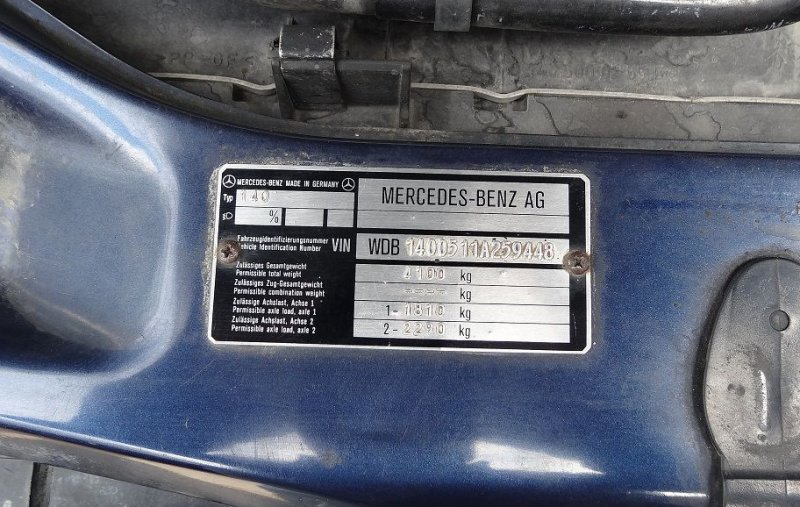 MERCEDES-BENZ MADE IN GERMANY
Typ 140
%
MERCEDES-BENZ AG
Fahrzeugidentifizierungsnummer
Vehicle Identification Number
VIN
WDB 1400511A259448
Zulässiges Gesamtgewicht
Permissible total weight
4100 kg
Zulässiges Zug-Gesamtgewicht
Permissible combination weight
---- kg
Zulässige Achslast, Achse 1
Permissible axle load, axle 1
1- 1810 kg
Zulässige Achslast, Achse 2
Permissible axle load, axle 2
2- 2290 kg